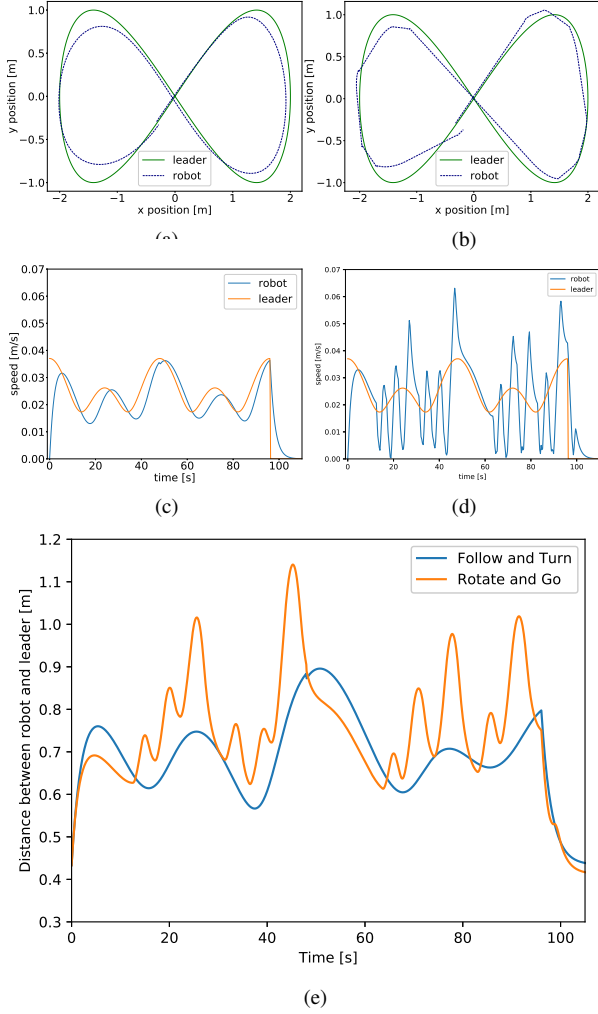 1.0
0.5
0.0
−0.5
−1.0
y position [m]
leader
robot
−2 −1 0 1 2
x position [m]
(a)
1.0
0.5
0.0
−0.5
−1.0
y position [m]
leader
robot
−2 −1 0 1 2
x position [m]
(b)
0.07
0.06
0.05
0.04
0.03
0.02
0.01
0.00
speed [m/s]
robot
leader
0 20 40 60 80 100
time [s]
(c)
0.07
0.06
0.05
0.04
0.03
0.02
0.01
0.00
speed [m/s]
robot
leader
0 20 40 60 80 100
time [s]
(d)
1.2
1.1
1.0
0.9
0.8
0.7
0.6
0.5
0.4
0.3
Distance between robot and leader [m]
Follow and Turn
Rotate and Go
0 20 40 60 80 100
Time [s]
(e)